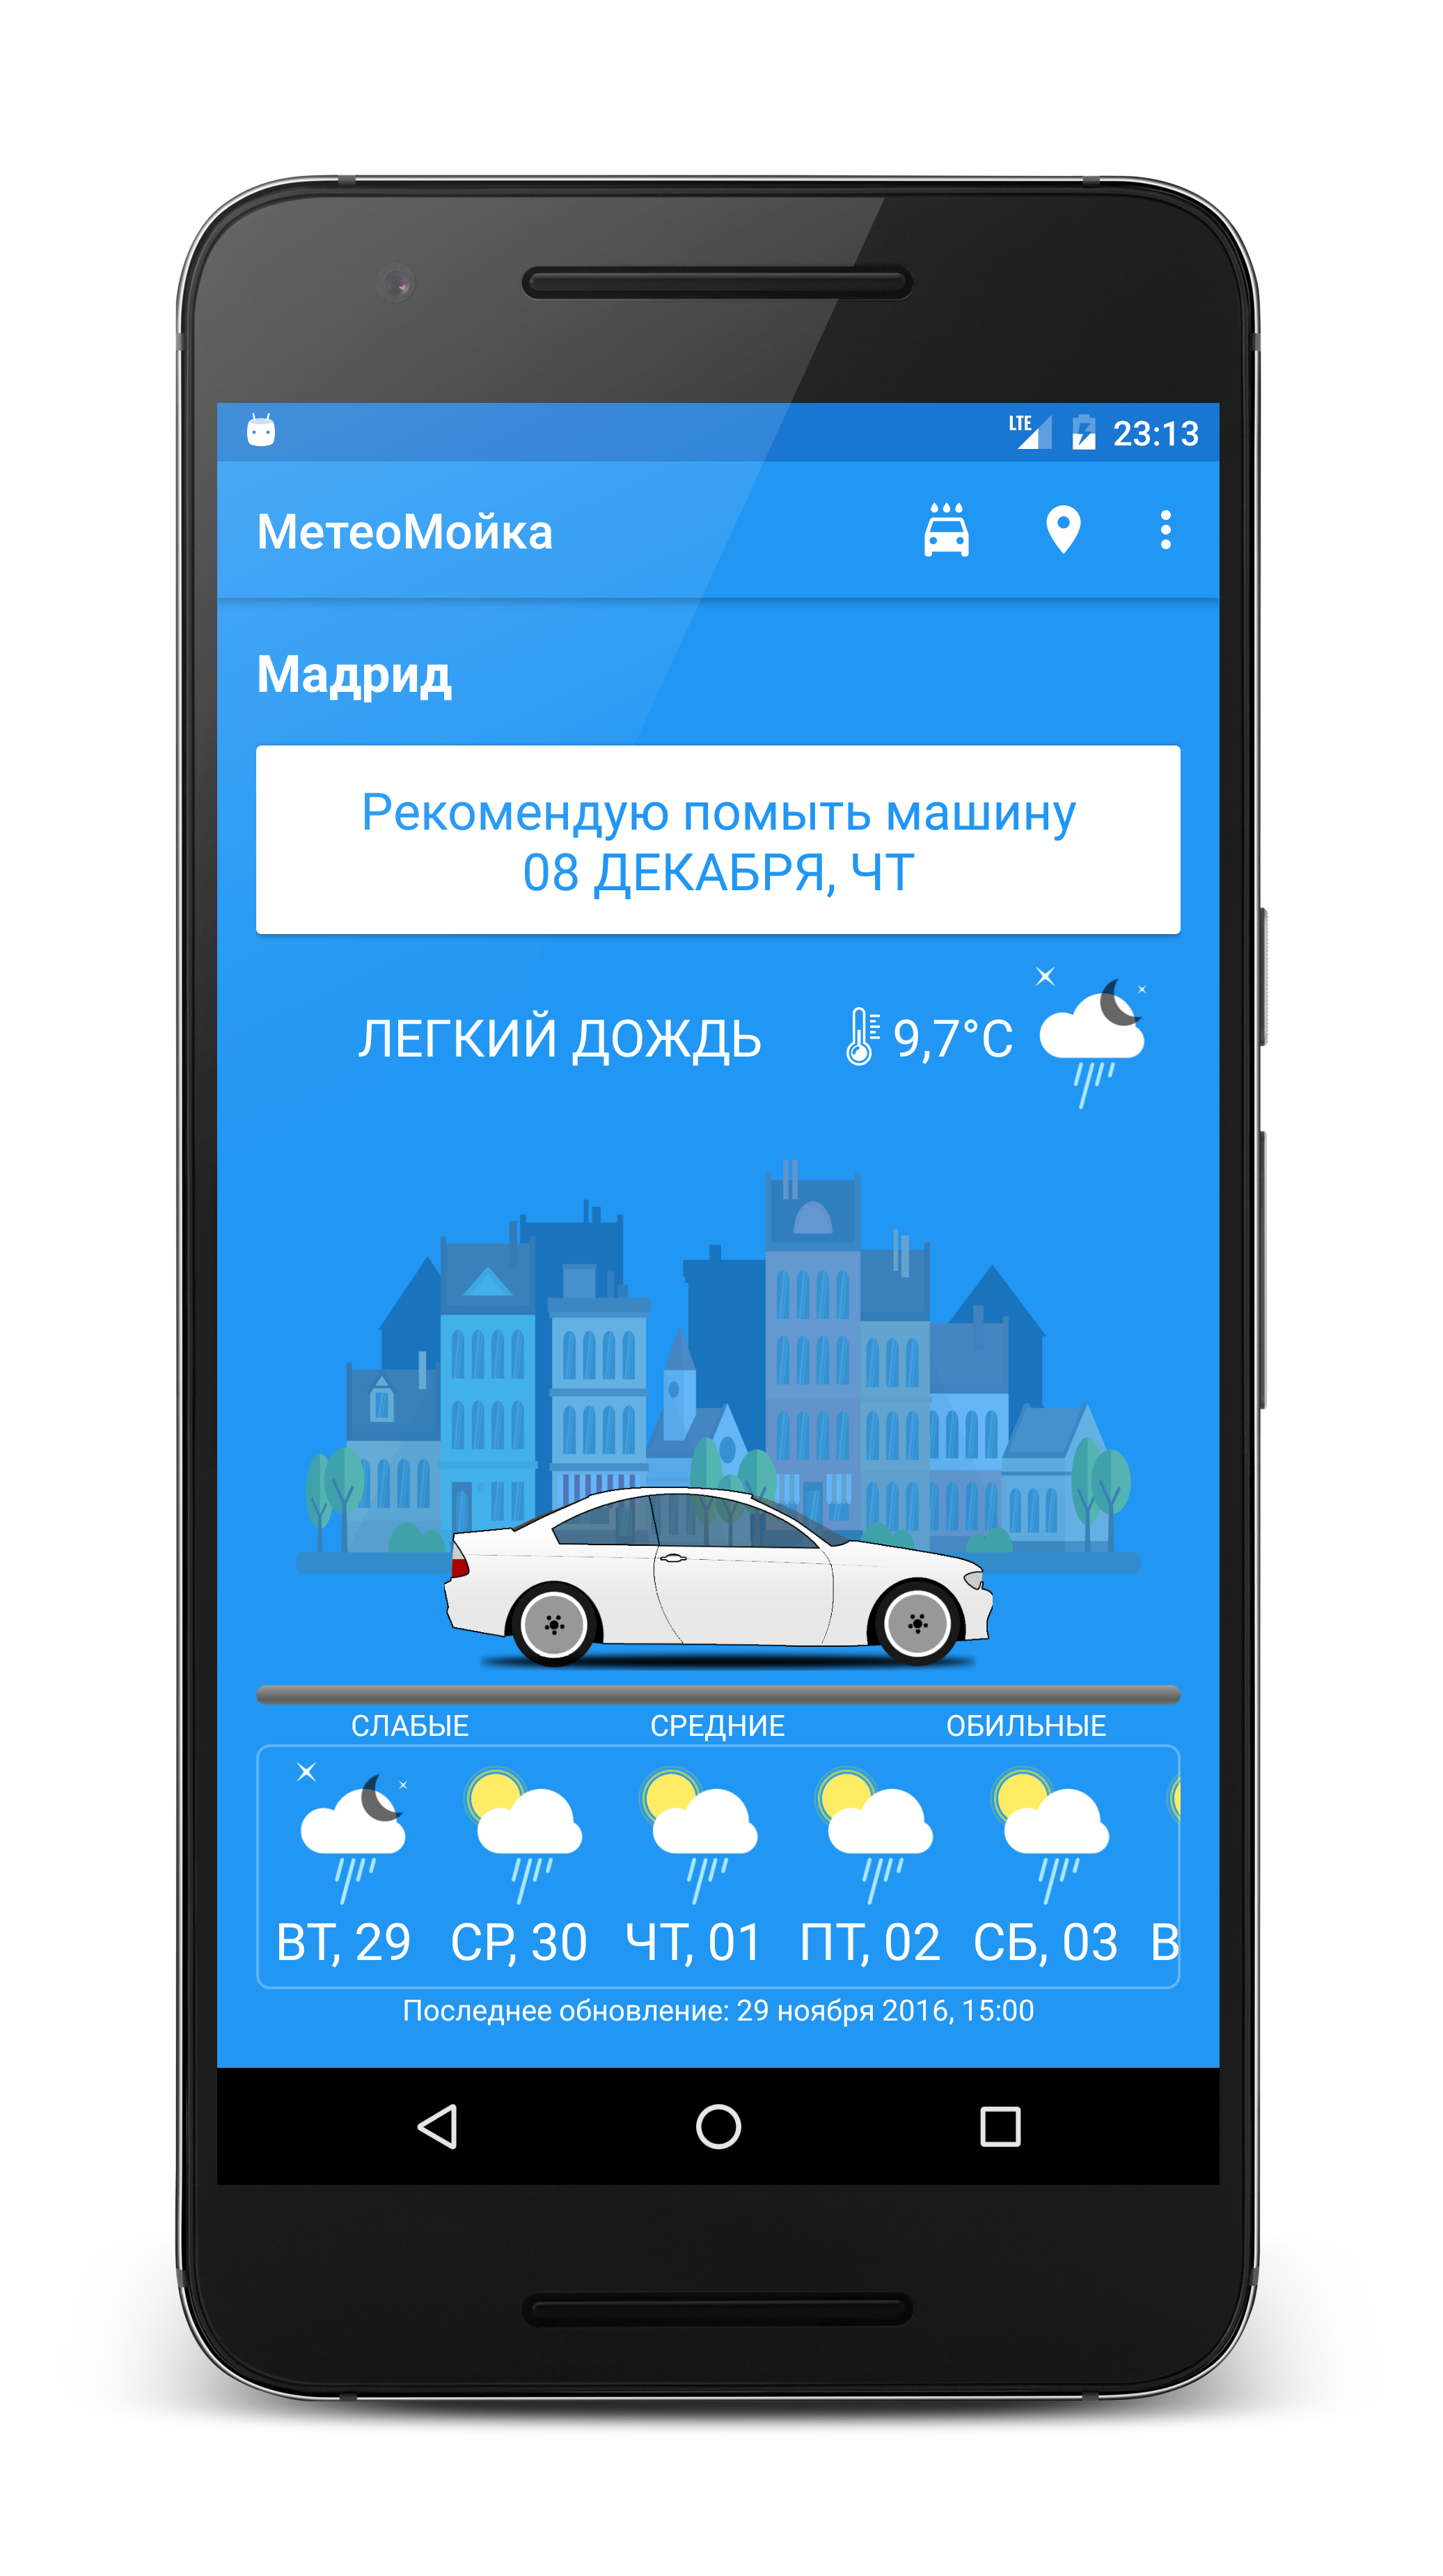 LTE 23:13
МетеоМойка
Мадрид
Рекомендую помыть машину
08 ДЕКАБРЯ, ЧТ
ЛЕГКИЙ ДОЖДЬ 9,7°C
СЛАБЫЕ СРЕДНИЕ ОБИЛЬНЫЕ
ВТ, 29 СР, 30 ЧТ, 01 ПТ, 02 СБ, 03 В
Последнее обновление: 29 ноября 2016, 15:00